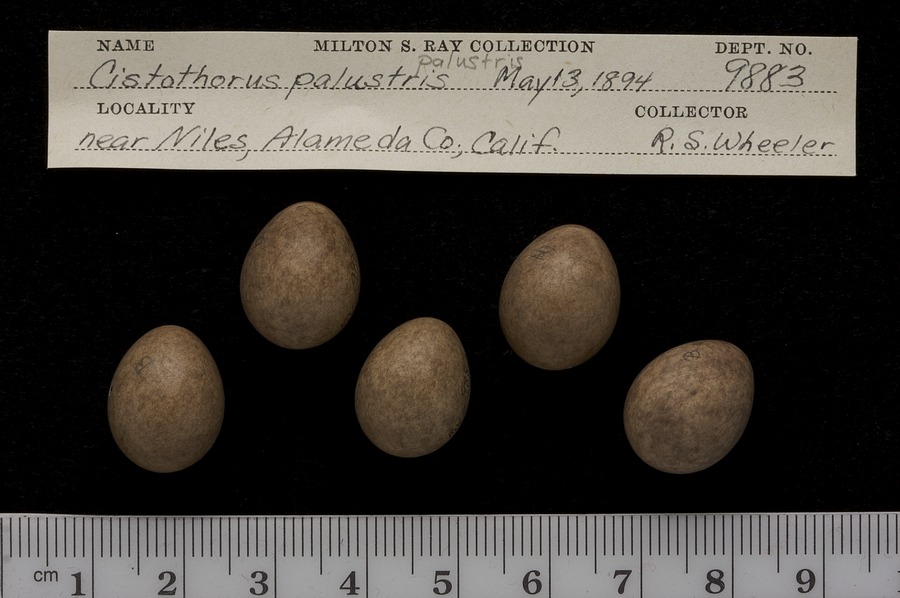 NAME MILTON S. RAY COLLECTION DEPT. NO.
palustris
Cistothorus palustris May 13, 1894 9883
LOCALITY COLLECTOR
near Niles, Alameda Co., Calif. R. S. Wheeler
cm 1 2 3 4 5 6 7 8 9